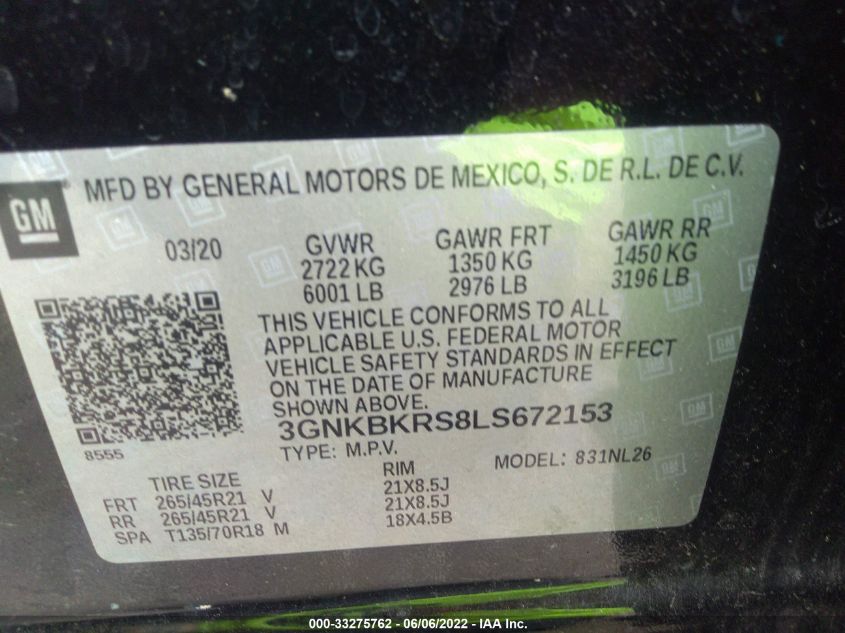 MFD BY GENERAL MOTORS DE MEXICO, S. DE R.L. DE C.V.
GM
03/20 GVWR GAWR FRT GAWR RR
2722 KG 1350 KG 1450 KG
6001 LB 2976 LB 3196 LB
THIS VEHICLE CONFORMS TO ALL
APPLICABLE U.S. FEDERAL MOTOR
VEHICLE SAFETY STANDARDS IN EFFECT
ON THE DATE OF MANUFACTURE
SHOWN ABOVE.
3GNKBKRS8LS672153
8555
TYPE: M.P.V. MODEL: 831NL26
TIRE SIZE RIM
FRT 265/45R21 V 21X8.5J
RR 265/45R21 V 21X8.5J
SPA T135/70R18 M 18X4.5B
000-33275762 - 06/06/2022 - IAA Inc.